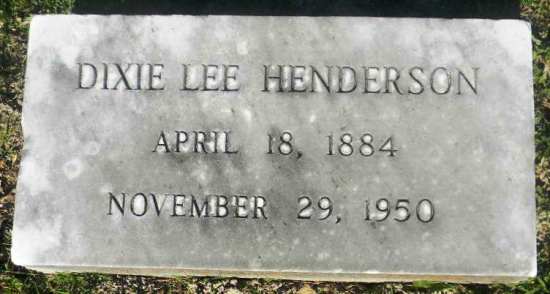 DIXIE LEE HENDERSON
APRIL 18, 1884
NOVEMBER 29, 1950